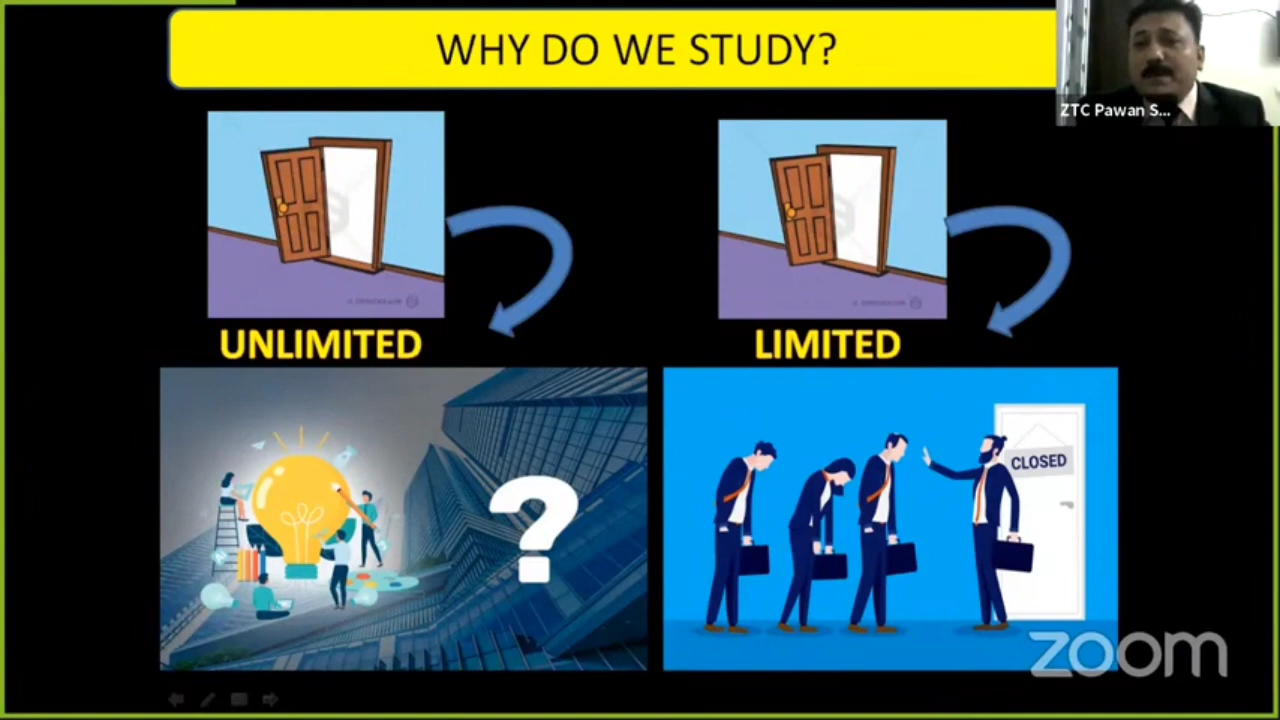 WHY DO WE STUDY?
ZTC Pawan S...
UNLIMITED
LIMITED
?
CLOSED
zoom